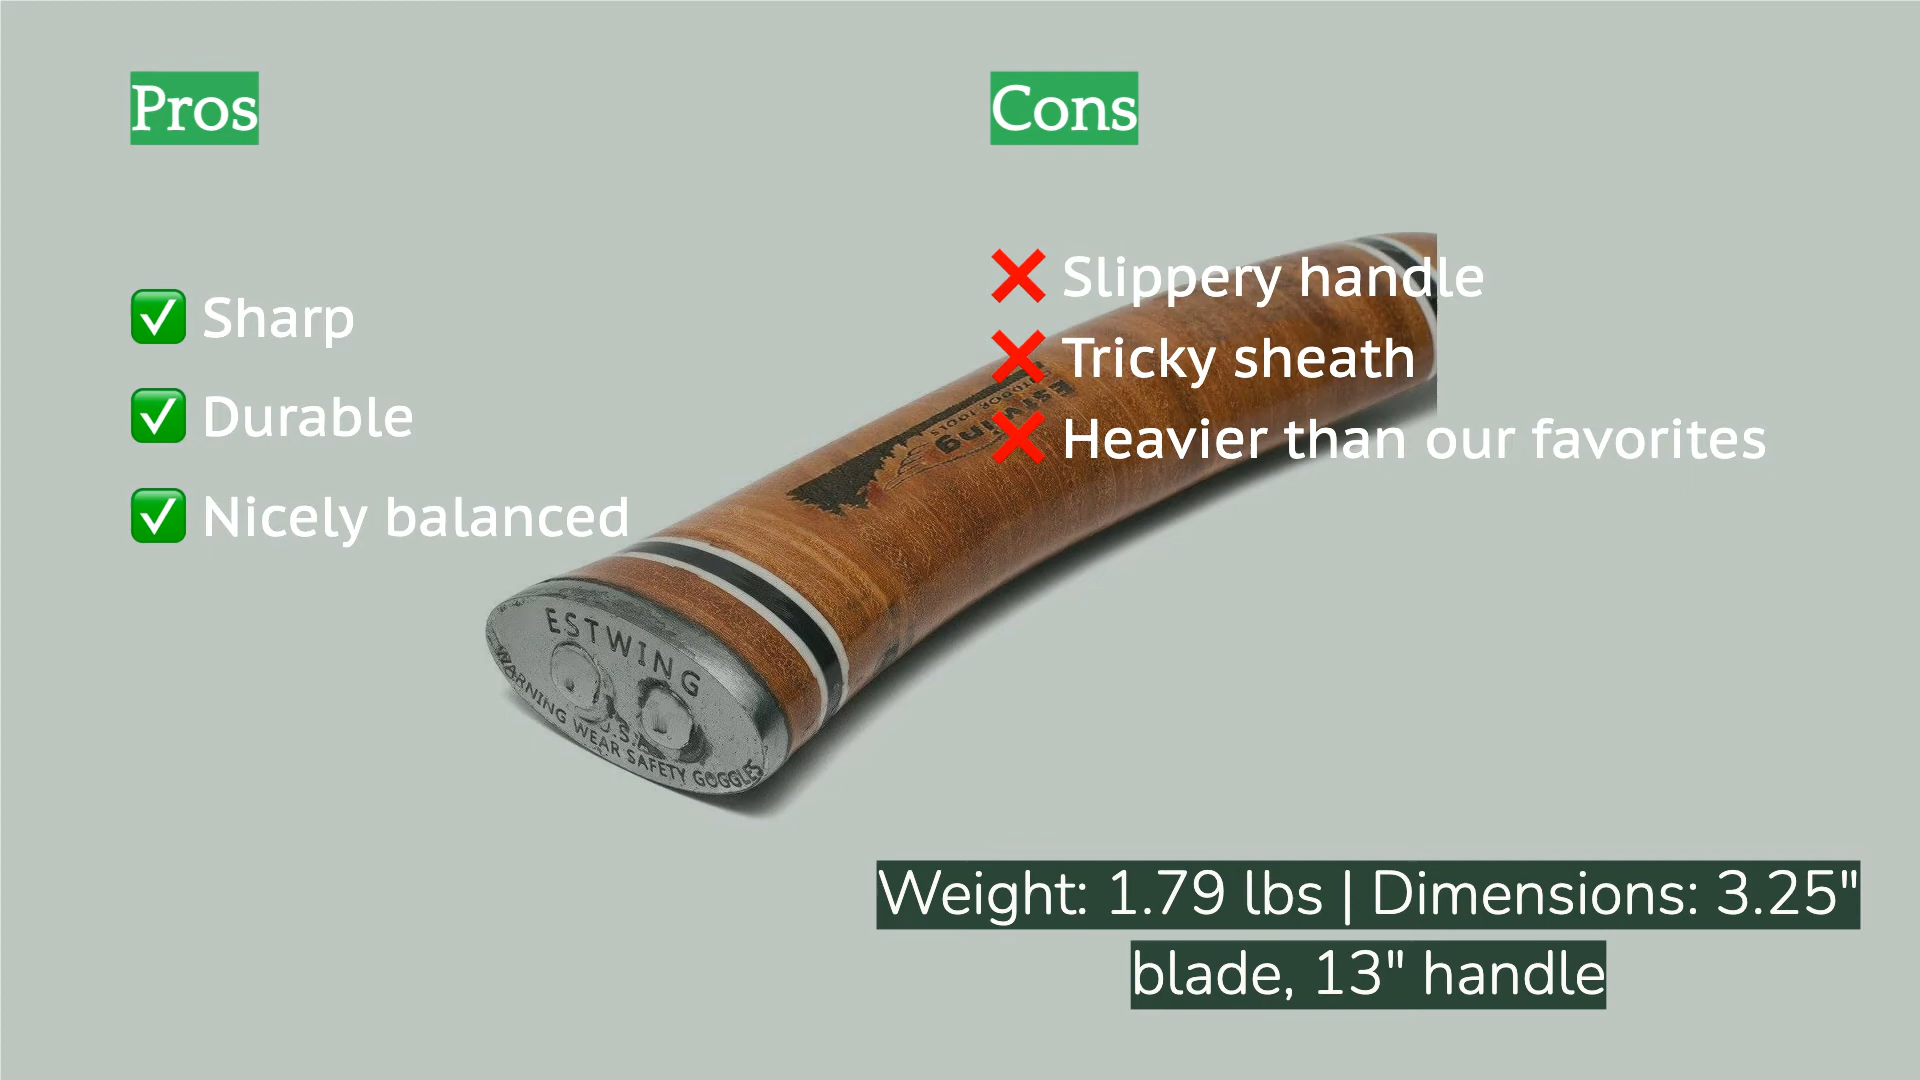 Pros
✅ Sharp
✅ Durable
✅ Nicely balanced
Cons
❌ Slippery handle
❌ Tricky sheath
❌ Heavier than our favorites
ESTWING
U.S.A
WARNING WEAR SAFETY GOGGLES
Weight: 1.79 lbs | Dimensions: 3.25"
blade, 13" handle